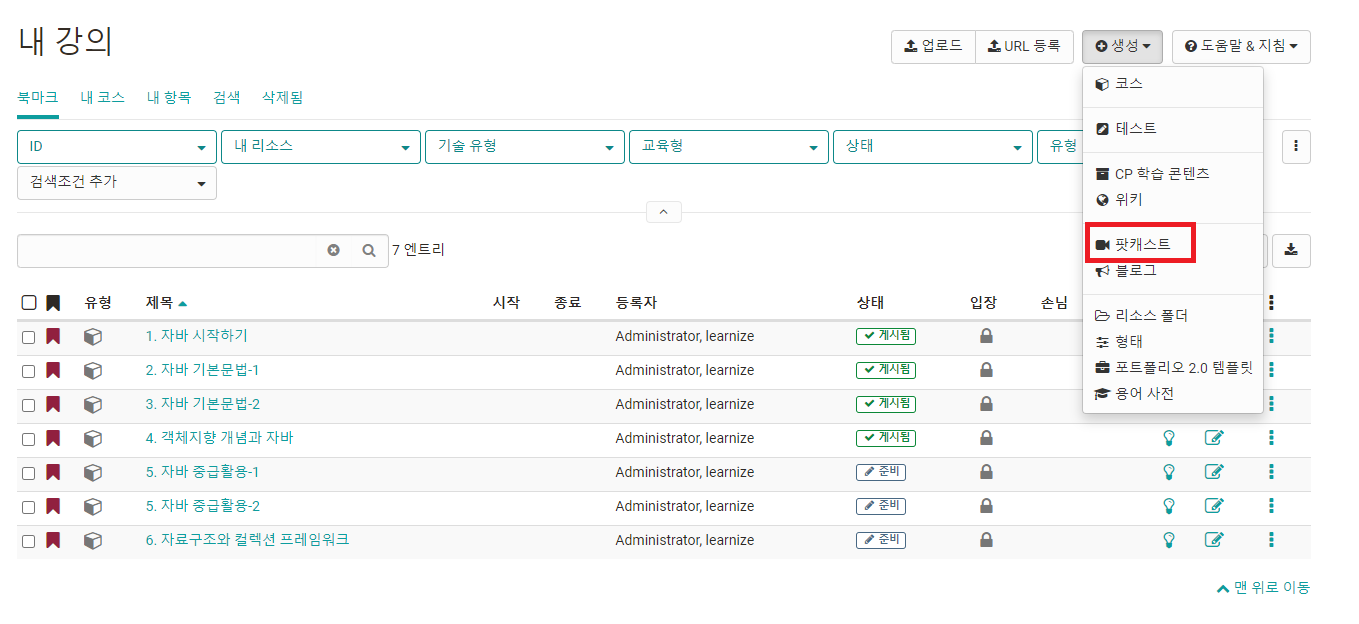 내 강의
업로드 URL 등록 생성 도움말 & 지침
북마크 내 코스 내 항목 검색 삭제됨
ID 내 리소스 기술 유형 교육형 상태 유형
검색조건 추가
7 엔트리
코스
테스트
CP 학습 콘텐츠
위키
팟캐스트
블로그
리소스 폴더
형태
포트폴리오 2.0 템플릿
용어 사전
유형 제목 시작 종료 등록자 상태 입장 손님
1. 자바 시작하기 Administrator, learnize 게시됨
2. 자바 기본문법-1 Administrator, learnize 게시됨
3. 자바 기본문법-2 Administrator, learnize 게시됨
4. 객체지향 개념과 자바 Administrator, learnize 게시됨
5. 자바 중급활용-1 Administrator, learnize 준비
5. 자바 중급활용-2 Administrator, learnize 준비
6. 자료구조와 컬렉션 프레임워크 Administrator, learnize 준비
맨 위로 이동